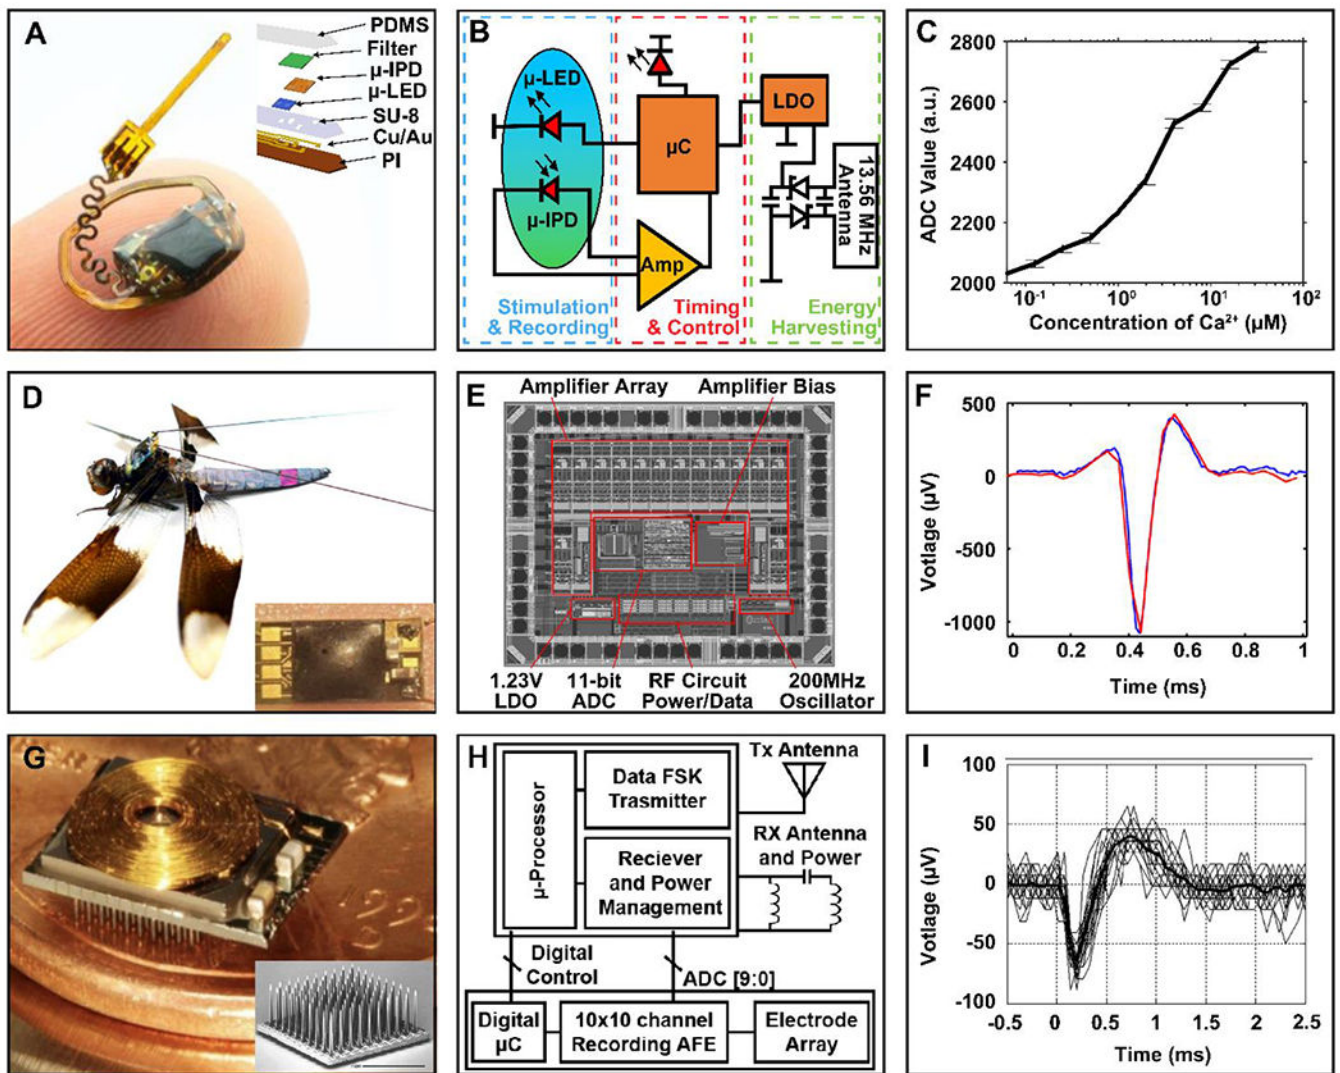 A
PDMS
Filter
μ-IPD
μ-LED
SU-8
Cu/Au
PI
B
μ-LED
μ-IPD
μC
Amp
LDO
13.56 MHz
Antenna
Stimulation
& Recording
Timing
& Control
Energy
Harvesting
C
ADC Value (a.u.)
2800
2600
2400
2200
2000
10⁻¹
10⁰
10¹
10²
Concentration of Ca²⁺ (μM)
D
E
Amplifier Array
Amplifier Bias
1.23V
LDO
11-bit
ADC
RF Circuit
Power/Data
200MHz
Oscillator
F
Votlage (μV)
500
0
-500
-1000
0
0.2
0.4
0.6
0.8
1
Time (ms)
G
H
μ-Processor
Data FSK
Trasmitter
Reciever
and Power
Management
Tx Antenna
RX Antenna
and Power
Digital
Control
ADC [9:0]
Digital
μC
10x10 channel
Recording AFE
Electrode
Array
I
Votlage (μV)
100
50
0
-50
-100
-0.5
0
0.5
1
1.5
2
2.5
Time (ms)